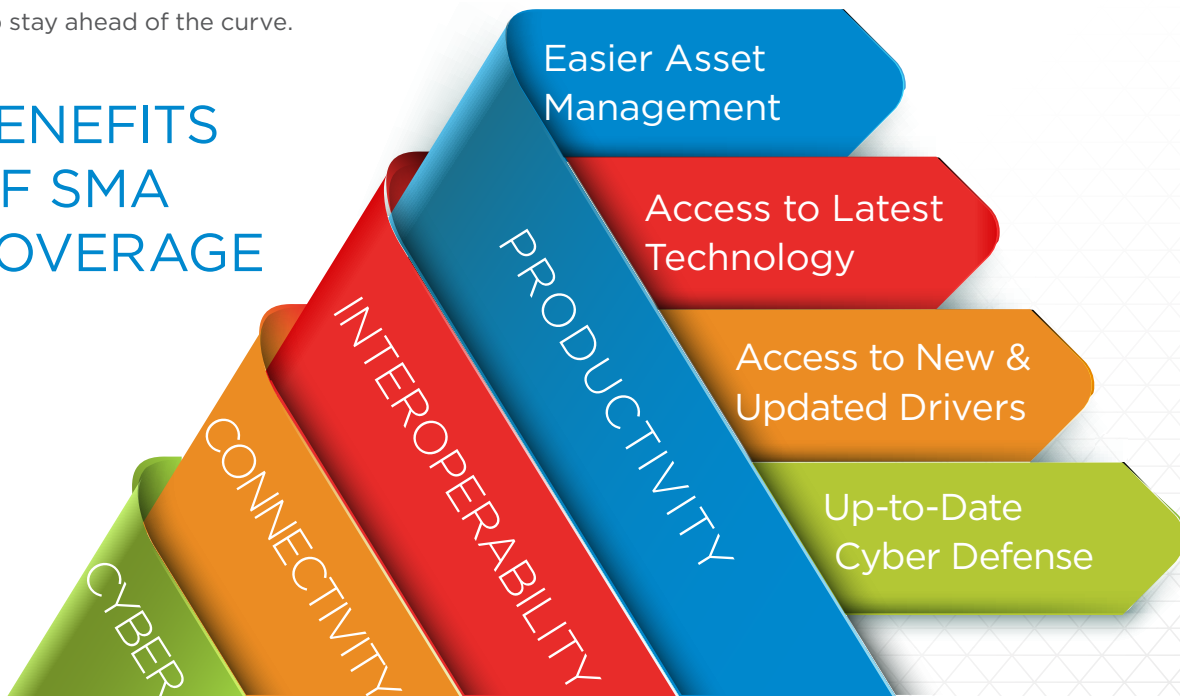 o stay ahead of the curve.
ENEFITS
F SMA
OVERAGE
Easier Asset
Management
Access to Latest
Technology
Access to New &
Updated Drivers
Up-to-Date
Cyber Defense
PRODUCTIVITY
INTEROPERABILITY
CONNECTIVITY
CYBER